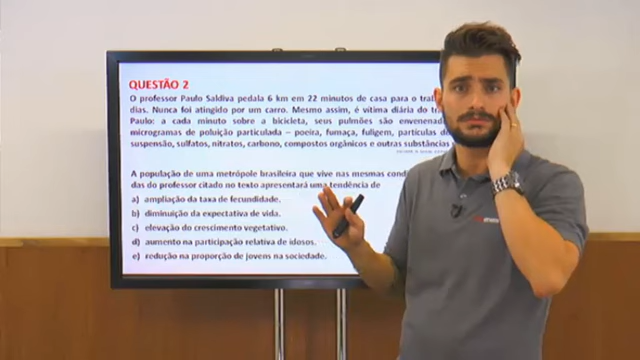 QUESTÃO 2
O professor Paulo Saldiva pedala 6 km em 22 minutos de casa para o
dias. Nunca foi atingido por um carro. Mesmo assim, é vítima diária do
Paulo: a cada minuto sobre a bicicleta, seus pulmões são
microgramas de poluição particulada – poeira, fumaça, fuligem, partículas
suspensão, sulfatos, nitratos, carbono, compostos orgânicos e outras
A população de uma metrópole brasileira que vive nas mesmas
das do professor citado no texto apresentará uma tendência de
a) ampliação da taxa de fecundidade.
b) diminuição da expectativa de vida.
c) elevação do crescimento vegetativo.
d) aumento na participação relativa de idosos.
e) redução na proporção de jovens na sociedade.